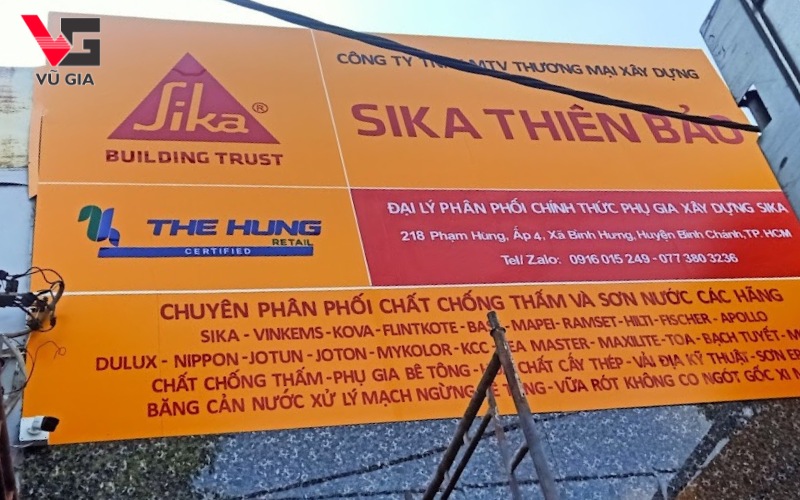 VG
VŨ GIA
Sika®
BUILDING TRUST
CÔNG TY MTV THƯƠNG MẠI XÂY DỰNG
SIKA THIÊN BẢO
THE HUNG
RETAIL
CERTIFIED
ĐẠI LÝ PHÂN PHỐI CHÍNH THỨC PHỤ GIA XÂY DỰNG SIKA
218 Phạm Hùng, Ấp 4, Xã Bình Hưng, Huyện Bình Chánh,TP. HCM
Tel/ Zalo: 0916 015 249 - 077 380 3236
CHUYÊN PHÂN PHỐI CHẤT CHỐNG THẤM VÀ SƠN NƯỚC CÁC HÃNG
SIKA - VINKEMS - KOVA - FLINTKOTE - MAPEI - RAMSET - HILTI - FISCHER - APOLLO
DULUX - NIPPON - JOTUN - JOTON - MYKOLOR - KCC MASTER - MAXILITE - TOA - BẠCH TUYẾT -
CHẤT CHỐNG THẤM - PHỤ GIA BÊ TÔNG - CHẤT CẤY THÉP - VẢI ĐỊA KỸ THUẬT - SƠN
BĂNG CẢN NƯỚC XỬ LÝ MẠCH NGỪNG - VỮA RÓT KHÔNG CO NGÓT GỐC XI